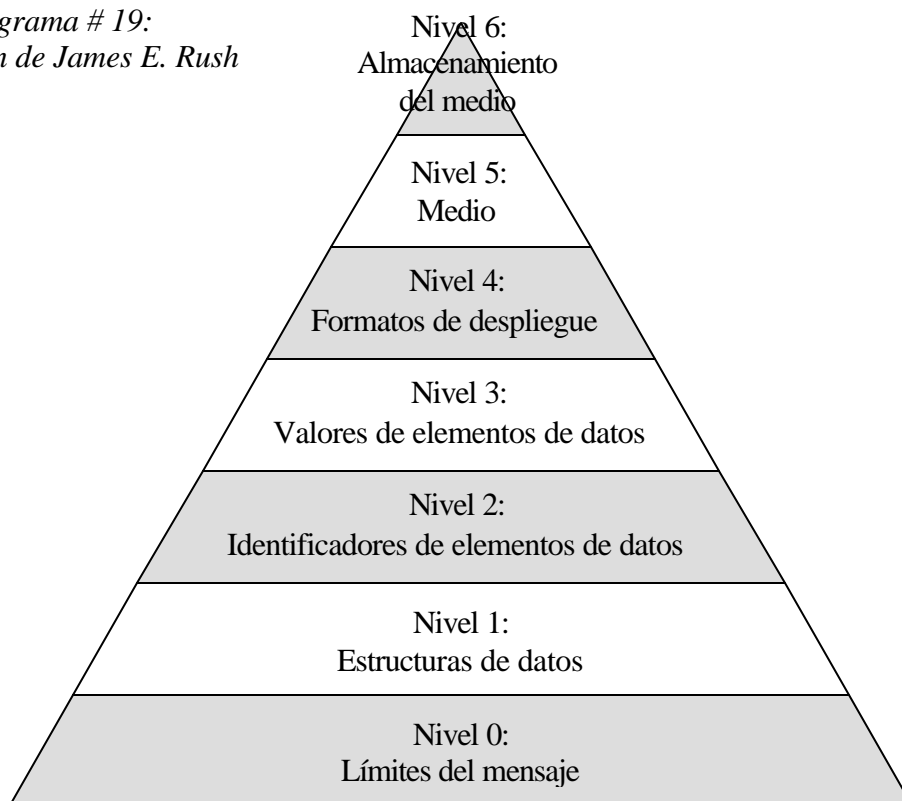 grama # 19:
n de James E. Rush
Nivel 6:
Almacenamiento
del medio
Nivel 5:
Medio
Nivel 4:
Formatos de despliegue
Nivel 3:
Valores de elementos de datos
Nivel 2:
Identificadores de elementos de datos
Nivel 1:
Estructuras de datos
Nivel 0:
Límites del mensaje